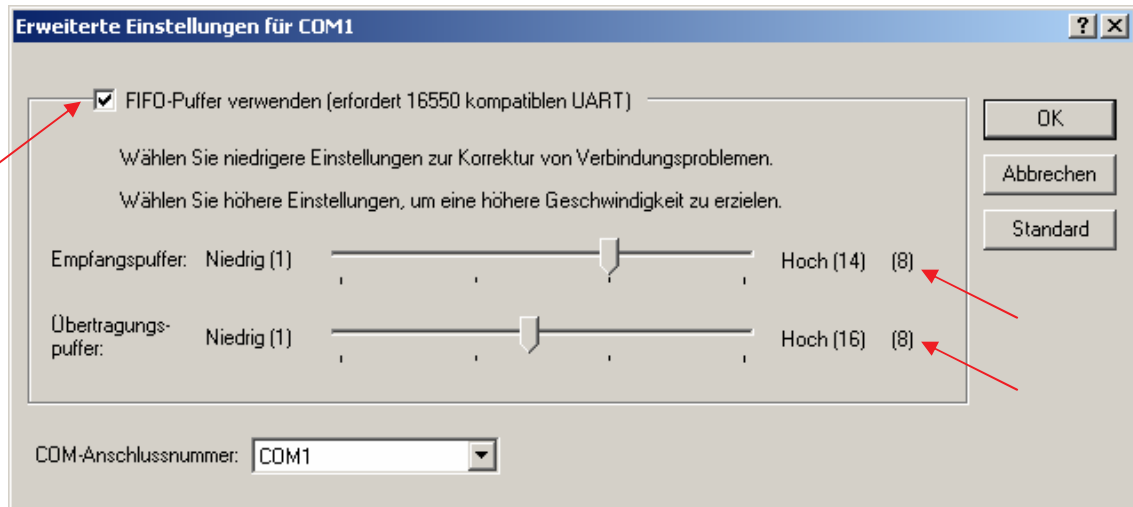 Erweiterte Einstellungen für COM1
FIFO-Puffer verwenden (erfordert 16550 kompatiblen UART)
Wählen Sie niedrigere Einstellungen zur Korrektur von Verbindungsproblemen.
Wählen Sie höhere Einstellungen, um eine höhere Geschwindigkeit zu erzielen.
Empfangspuffer: Niedrig (1) Hoch (14) (8)
Übertragungs-
puffer: Niedrig (1) Hoch (16) (8)
COM-Anschlussnummer: COM1
OK
Abbrechen
Standard